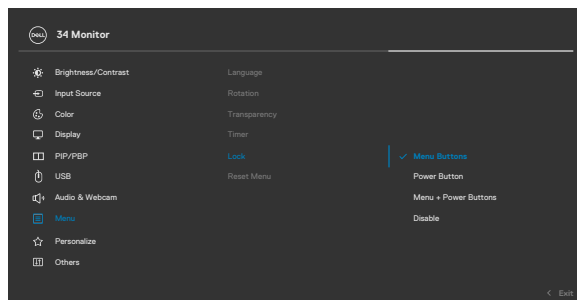 DELL 34 Monitor
Brightness/Contrast Language
Input Source Rotation
Color Transparency
Display Timer
PIP/PBP Lock Menu Buttons
USB Reset Menu Power Button
Audio & Webcam Menu + Power Buttons
Menu Disable
Personalize
Others
Exit